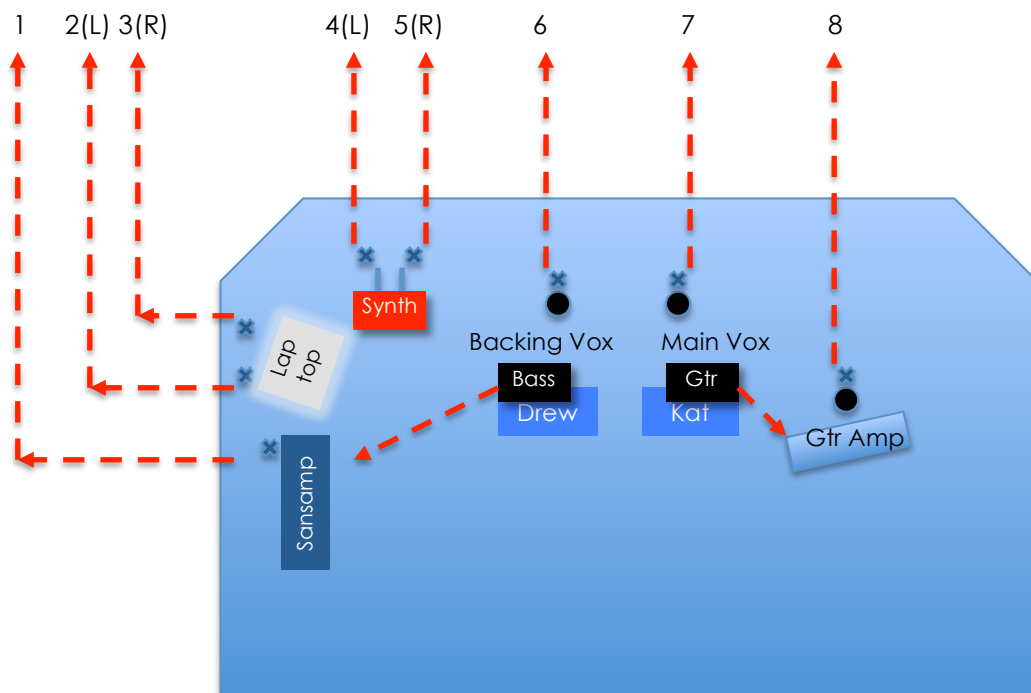 1 2(L) 3(R) 4(L) 5(R) 6 7 8
Synth
Lap
top
Backing Vox
Main Vox
Bass
Drew
Gtr
Kat
Gtr Amp
Sansamp